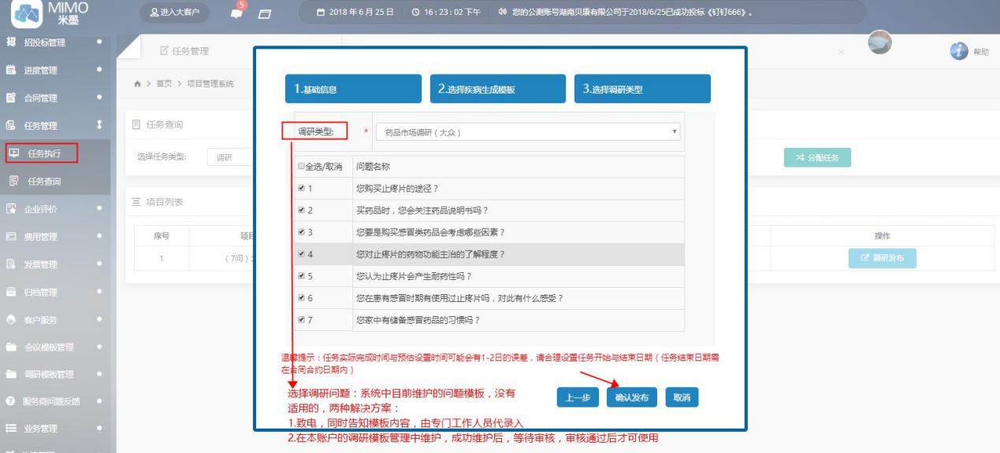 MIMO
米墨
进入大客户
5
2018 年 6 月 25 日
16 : 23 : 02 下午
您的公测账号湖南贝康有限公司于2018/6/25已成功投标《钉钉666》.
招投标管理
进度管理
合同管理
任务管理
任务执行
任务查询
企业评价
费用管理
发票管理
归档管理
客户服务
会议模板管理
调研模板管理
服务商问题反馈
业务管理
任务管理
帮助
首页 > 项目管理系统
任务查询
选择任务类型:
调研
分配任务
项目列表
序号
操作
1
（7问）
调研发布
1.基础信息
2.选择疾病生成模板
3.选择调研类型
调研类型:
*
药品市场调研（大众）
全选/取消 问题名称
1 您购买止疼片的途径？
2 买药品时，您会关注药品说明书吗？
3 您要是购买感冒类药品会考虑哪些因素？
4 您对止疼片的药物功能主治的了解程度？
5 您认为止疼片会产生耐药性吗？
6 您在患有感冒时期有使用过止疼片吗，对此有什么感受？
7 您家中有储备感冒药品的习惯吗？
温馨提示：任务实际完成时间与预估设置时间可能会有1-2日的误差，请合理设置任务开始与结束日期（任务结束日期需
在合同合约日期内）
选择调研问题：系统中目前维护的问题模板，没有
适用的，两种解决方案：
1.致电，同时告知模板内容，由专门工作人员代录入
2.在本账户的调研模板管理中维护，成功维护后，等待审核，审核通过后才可使用
上一步
确认发布
取消